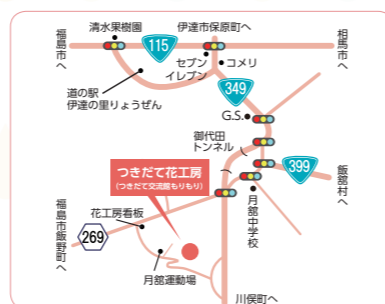 清水果樹園
伊達市保原町へ
福島市へ
115
相馬市へ
セブン
イレブン
コメリ
道の駅
伊達の里りょうぜん
349
G.S.
御代田
トンネル
つきだて花工房
(つきだて交流館もりもり)
399
飯舘村へ
月舘中学校
福島市飯野町へ
花工房看板
269
月舘運動場
川俣町へ